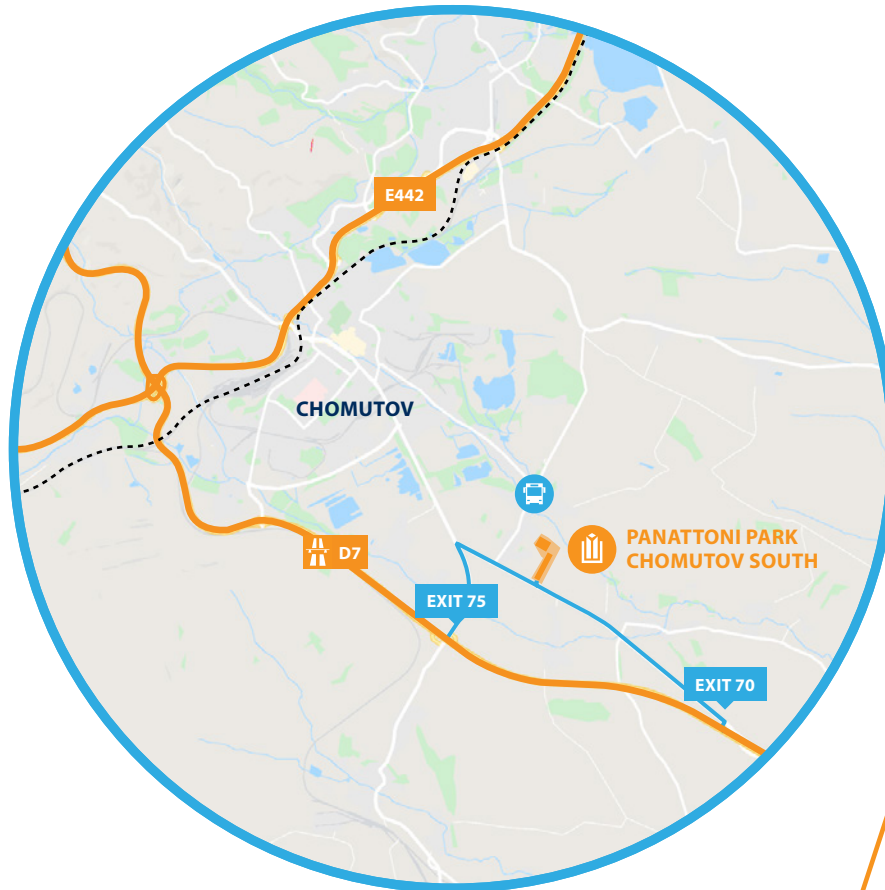 E442
CHOMUTOV
PANATTONI PARK
CHOMUTOV SOUTH
D7
EXIT 75
EXIT 70